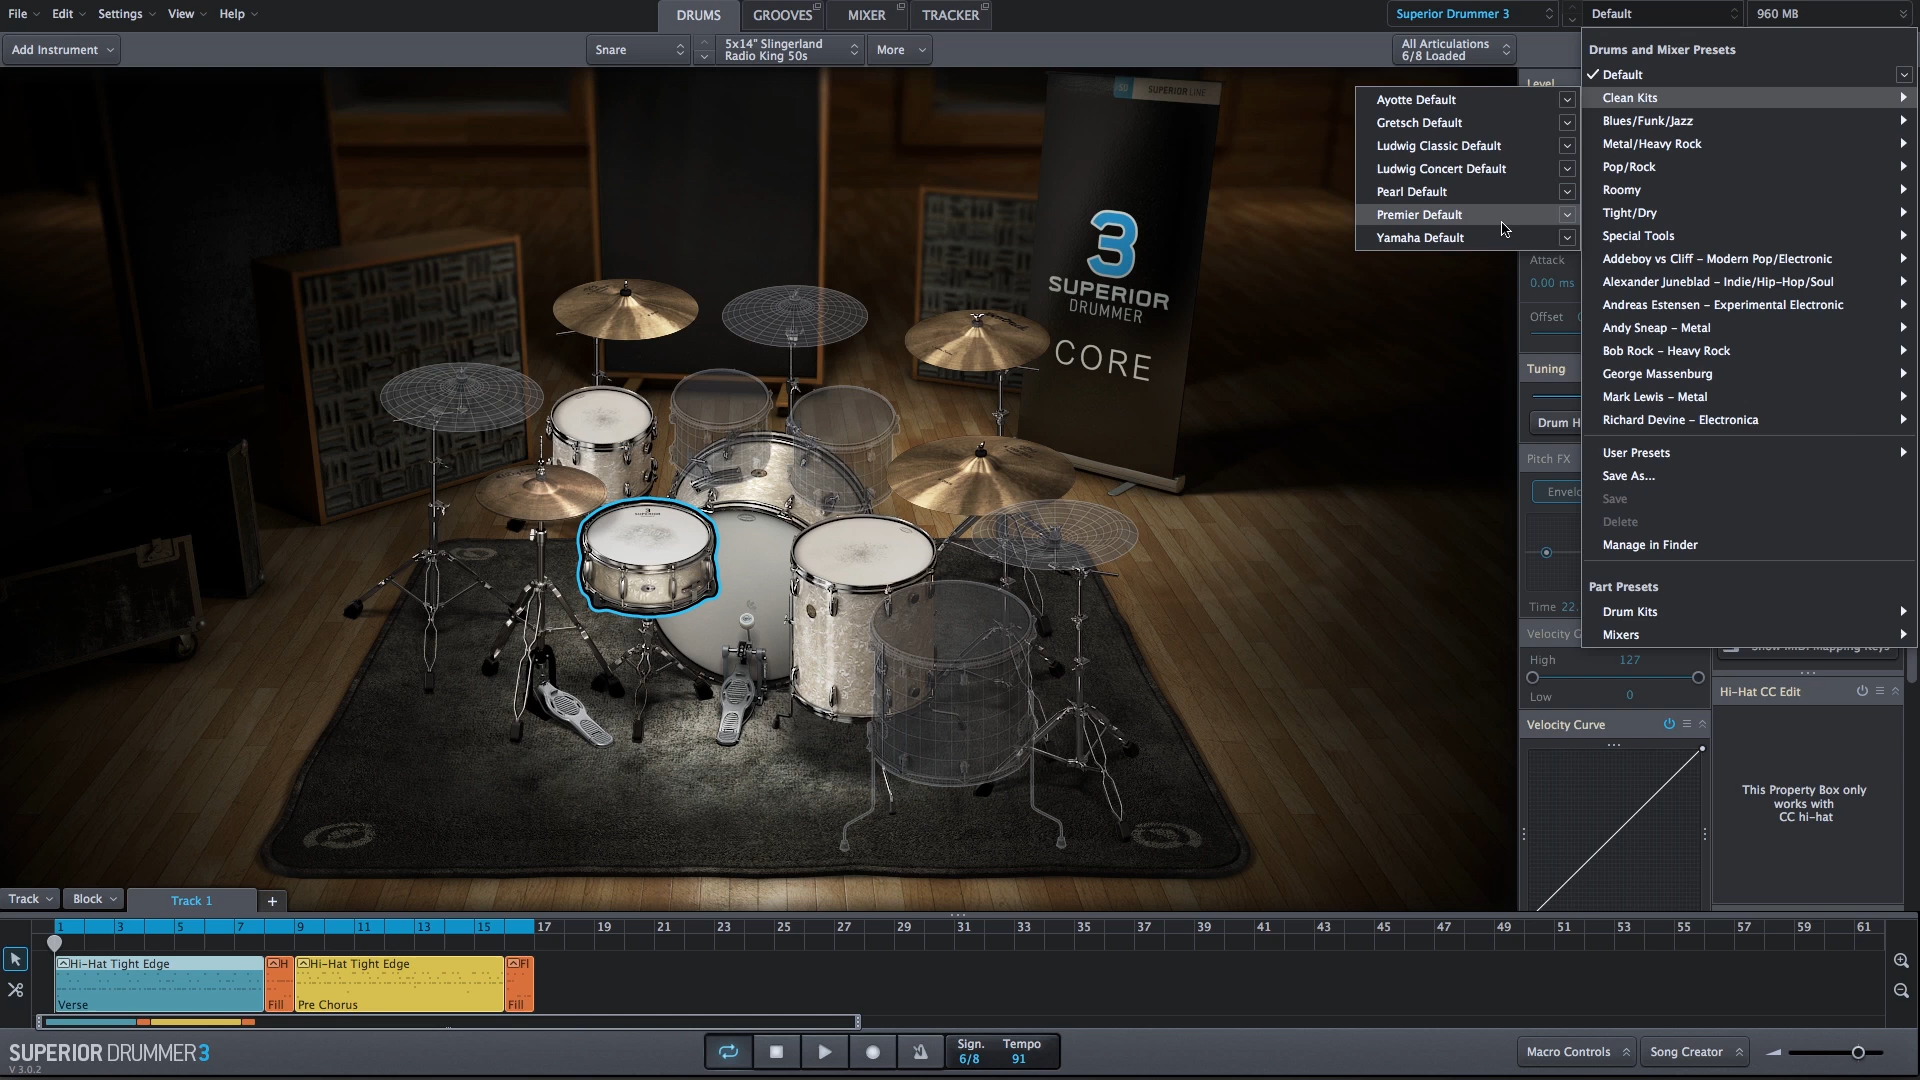 File Edit Settings View Help
DRUMS GROOVES MIXER TRACKER
Superior Drummer 3
Default
960 MB
Add Instrument
Snare
5x14" Slingerland
Radio King 50s
More
All Articulations
6/8 Loaded
Drums and Mixer Presets
Default
Clean Kits
Blues/Funk/Jazz
Metal/Heavy Rock
Pop/Rock
Roomy
Tight/Dry
Special Tools
Addeboy vs Cliff – Modern Pop/Electronic
Alexander Juneblad – Indie/Hip-Hop/Soul
Andreas Estensen – Experimental Electronic
Andy Sneap – Metal
Bob Rock – Heavy Rock
George Massenburg
Mark Lewis – Metal
Richard Devine – Electronica
User Presets
Save As...
Save
Delete
Manage in Finder
Part Presets
Drum Kits
Mixers
Ayotte Default
Gretsch Default
Ludwig Classic Default
Ludwig Concert Default
Pearl Default
Premier Default
Yamaha Default
SUPERIOR LINE
3
SUPERIOR
DRUMMER
CORE
Level
Attack
0.00 ms
Offset
Tuning
Drum H
Pitch FX
Envelo
Time 22.
Velocity G
High 127
Low 0
Velocity Curve
Show MIDI Mapping Keys
Hi-Hat CC Edit
This Property Box only
works with
CC hi-hat
Track Block Track 1 +
1 3 5 7 9 11 13 15 17 19 21 23 25 27 29 31 33 35 37 39 41 43 45 47 49 51 53 55 57 59 61
Hi-Hat Tight Edge H Hi-Hat Tight Edge Fl
Verse Fill Pre Chorus Fill
SUPERIOR DRUMMER 3
V 3.0.2
Sign. Tempo
6/8 91
Macro Controls
Song Creator